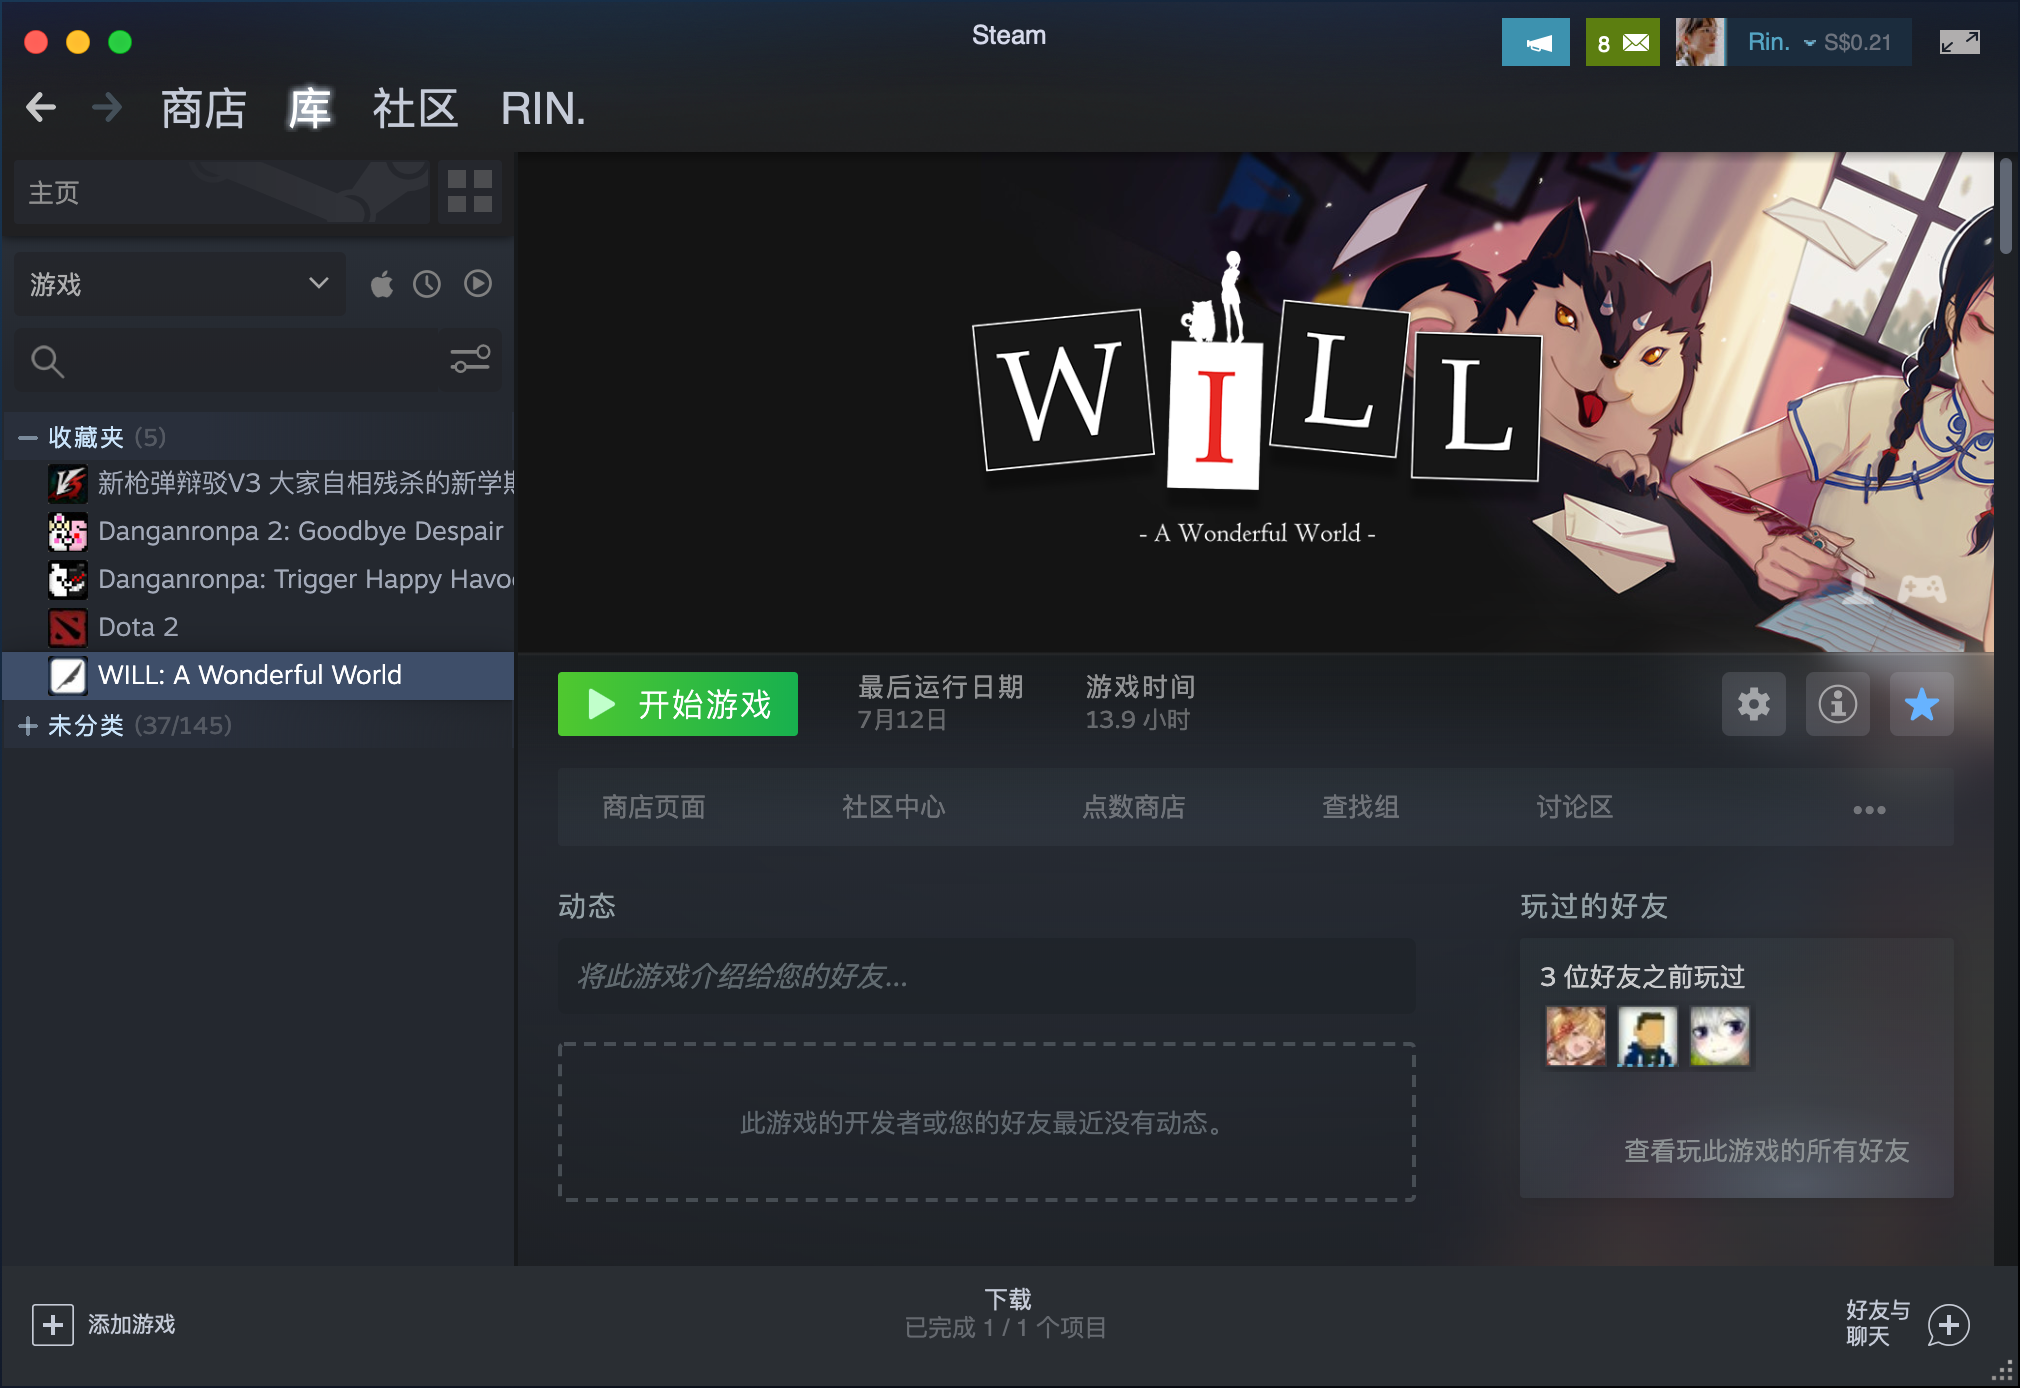 Steam
8
Rin.
S$0.21
商店
库
社区
RIN.
主页
游戏
收藏夹 (5)
新枪弹辩驳V3 大家自相残杀的新学期
Danganronpa 2: Goodbye Despair
Danganronpa: Trigger Happy Havoc
Dota 2
WILL: A Wonderful World
未分类 (37/145)
WILL
- A Wonderful World -
开始游戏
最后运行日期
7月12日
游戏时间
13.9 小时
商店页面
社区中心
点数商店
查找组
讨论区
动态
将此游戏介绍给您的好友...
此游戏的开发者或您的好友最近没有动态。
玩过的好友
3 位好友之前玩过
查看玩此游戏的所有好友
添加游戏
下载
已完成 1 / 1 个项目
好友与
聊天